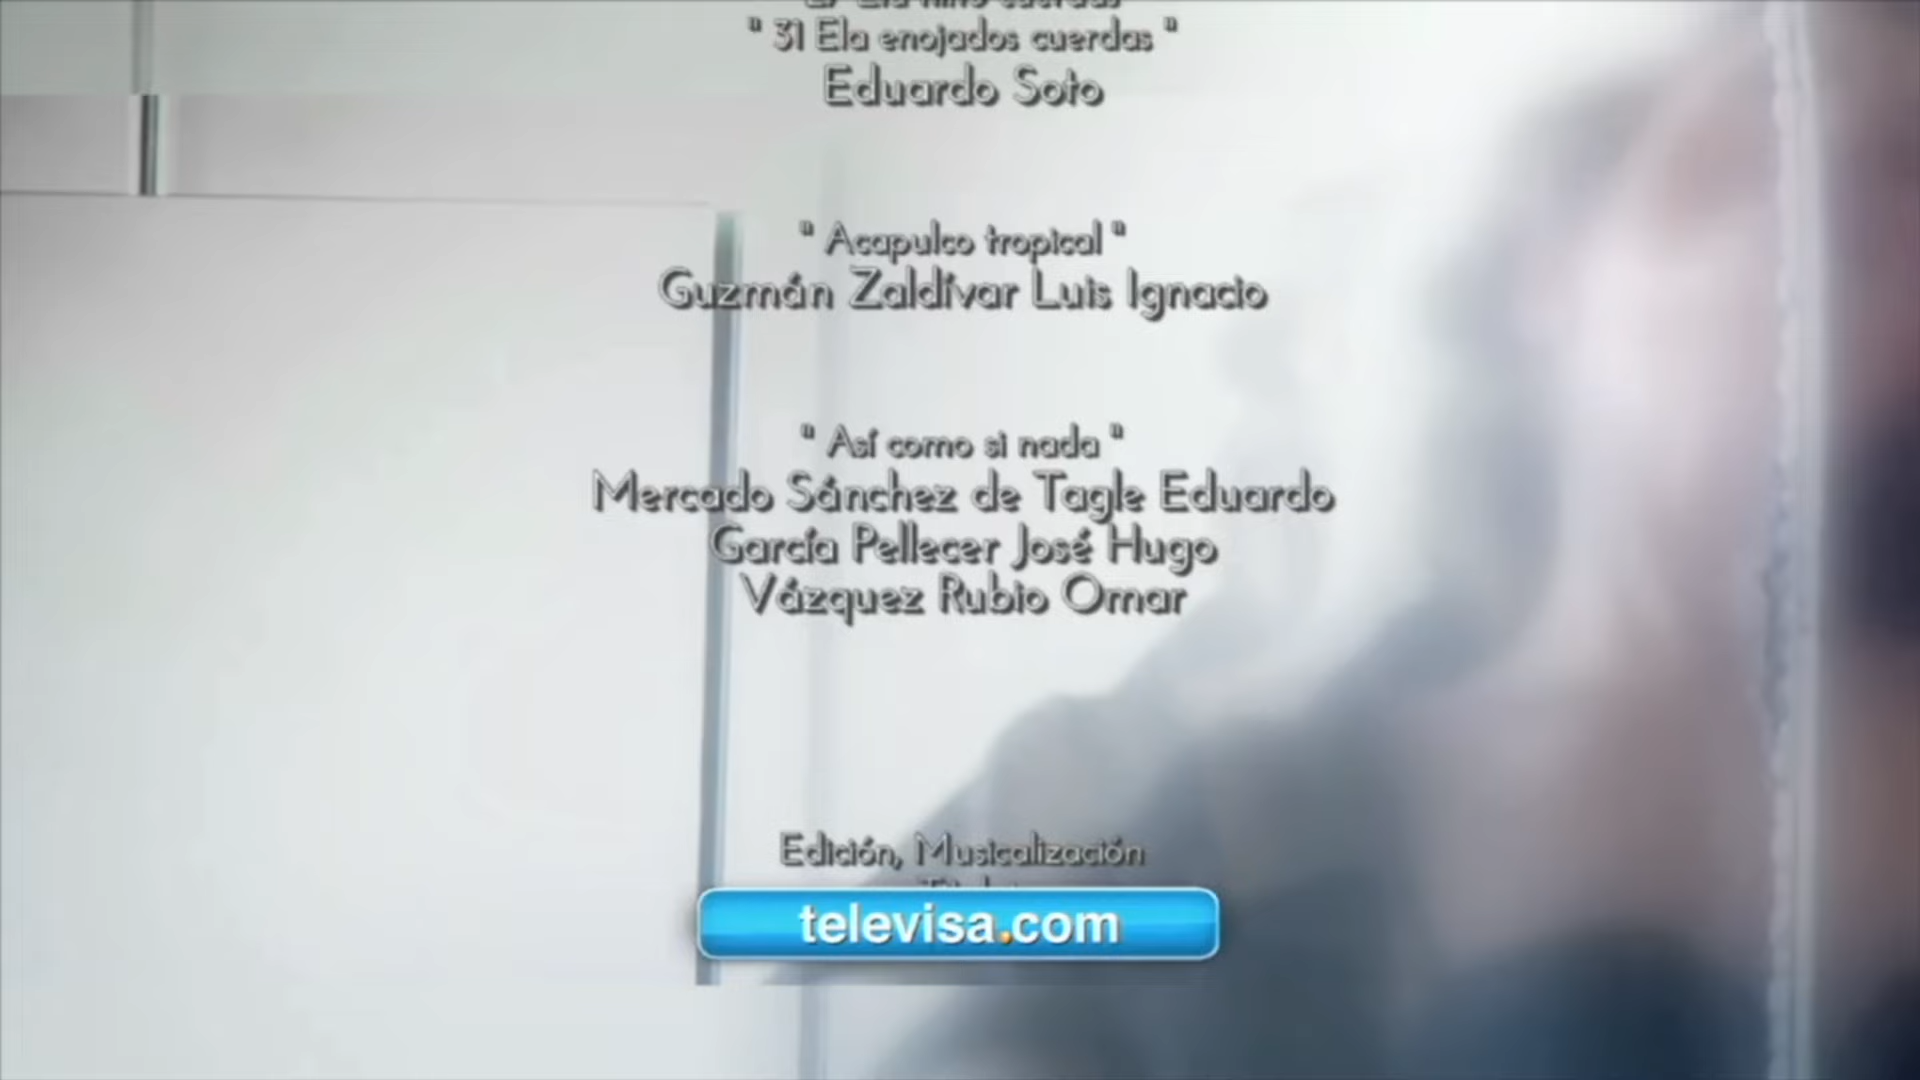 " 31 Ela enojados cuerdas "
Eduardo Soto
" Acapulco tropical "
Guzmán Zaldívar Luis Ignacio
" Así como si nada "
Mercado Sánchez de Tagle Eduardo
García Pellecer José Hugo
Vázquez Rubio Omar
Edición, Musicalización
televisa.com